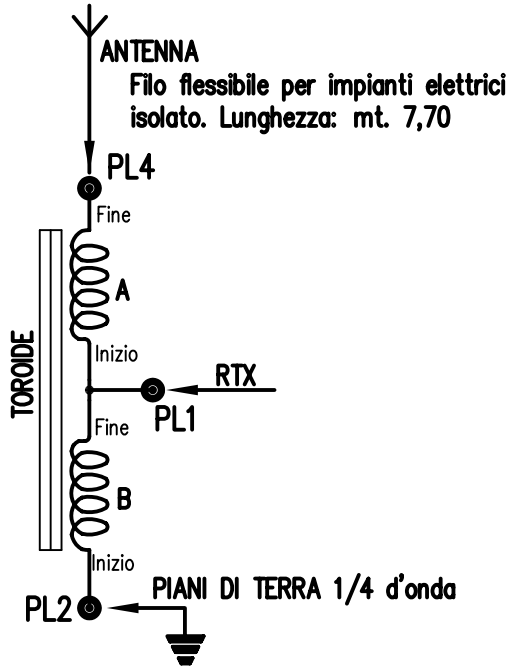 ANTENNA
Filo flessibile per impianti elettrici
isolato. Lunghezza: mt. 7,70
PL4
Fine
A
TOROIDE
Inizio
RTX
PL1
Fine
B
Inizio
PIANI DI TERRA 1/4 d'onda
PL2